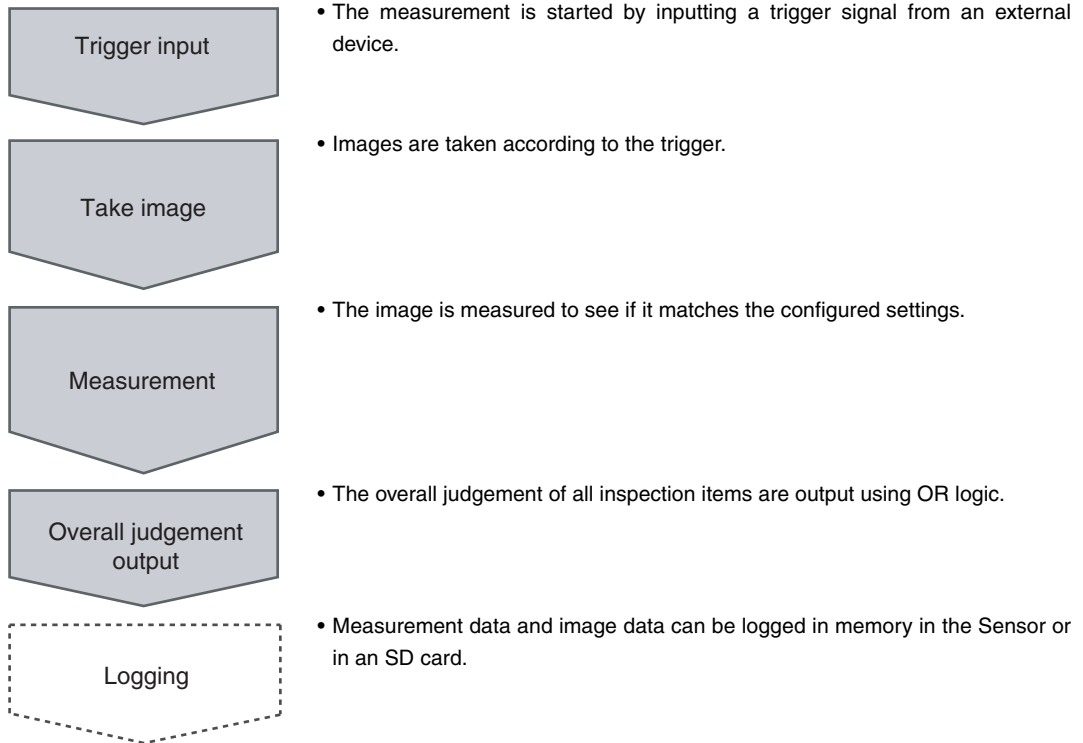 Trigger input
• The measurement is started by inputting a trigger signal from an external
device.
Take image
• Images are taken according to the trigger.
Measurement
• The image is measured to see if it matches the configured settings.
Overall judgement
output
• The overall judgement of all inspection items are output using OR logic.
Logging
• Measurement data and image data can be logged in memory in the Sensor or
in an SD card.